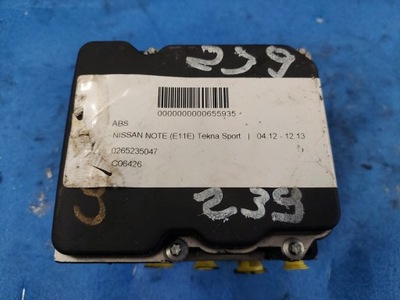 239
0000000000655935
ABS
NISSAN NOTE (E11E) Tekna Sport | 04.12 - 12.13
0265235047
C06426
239